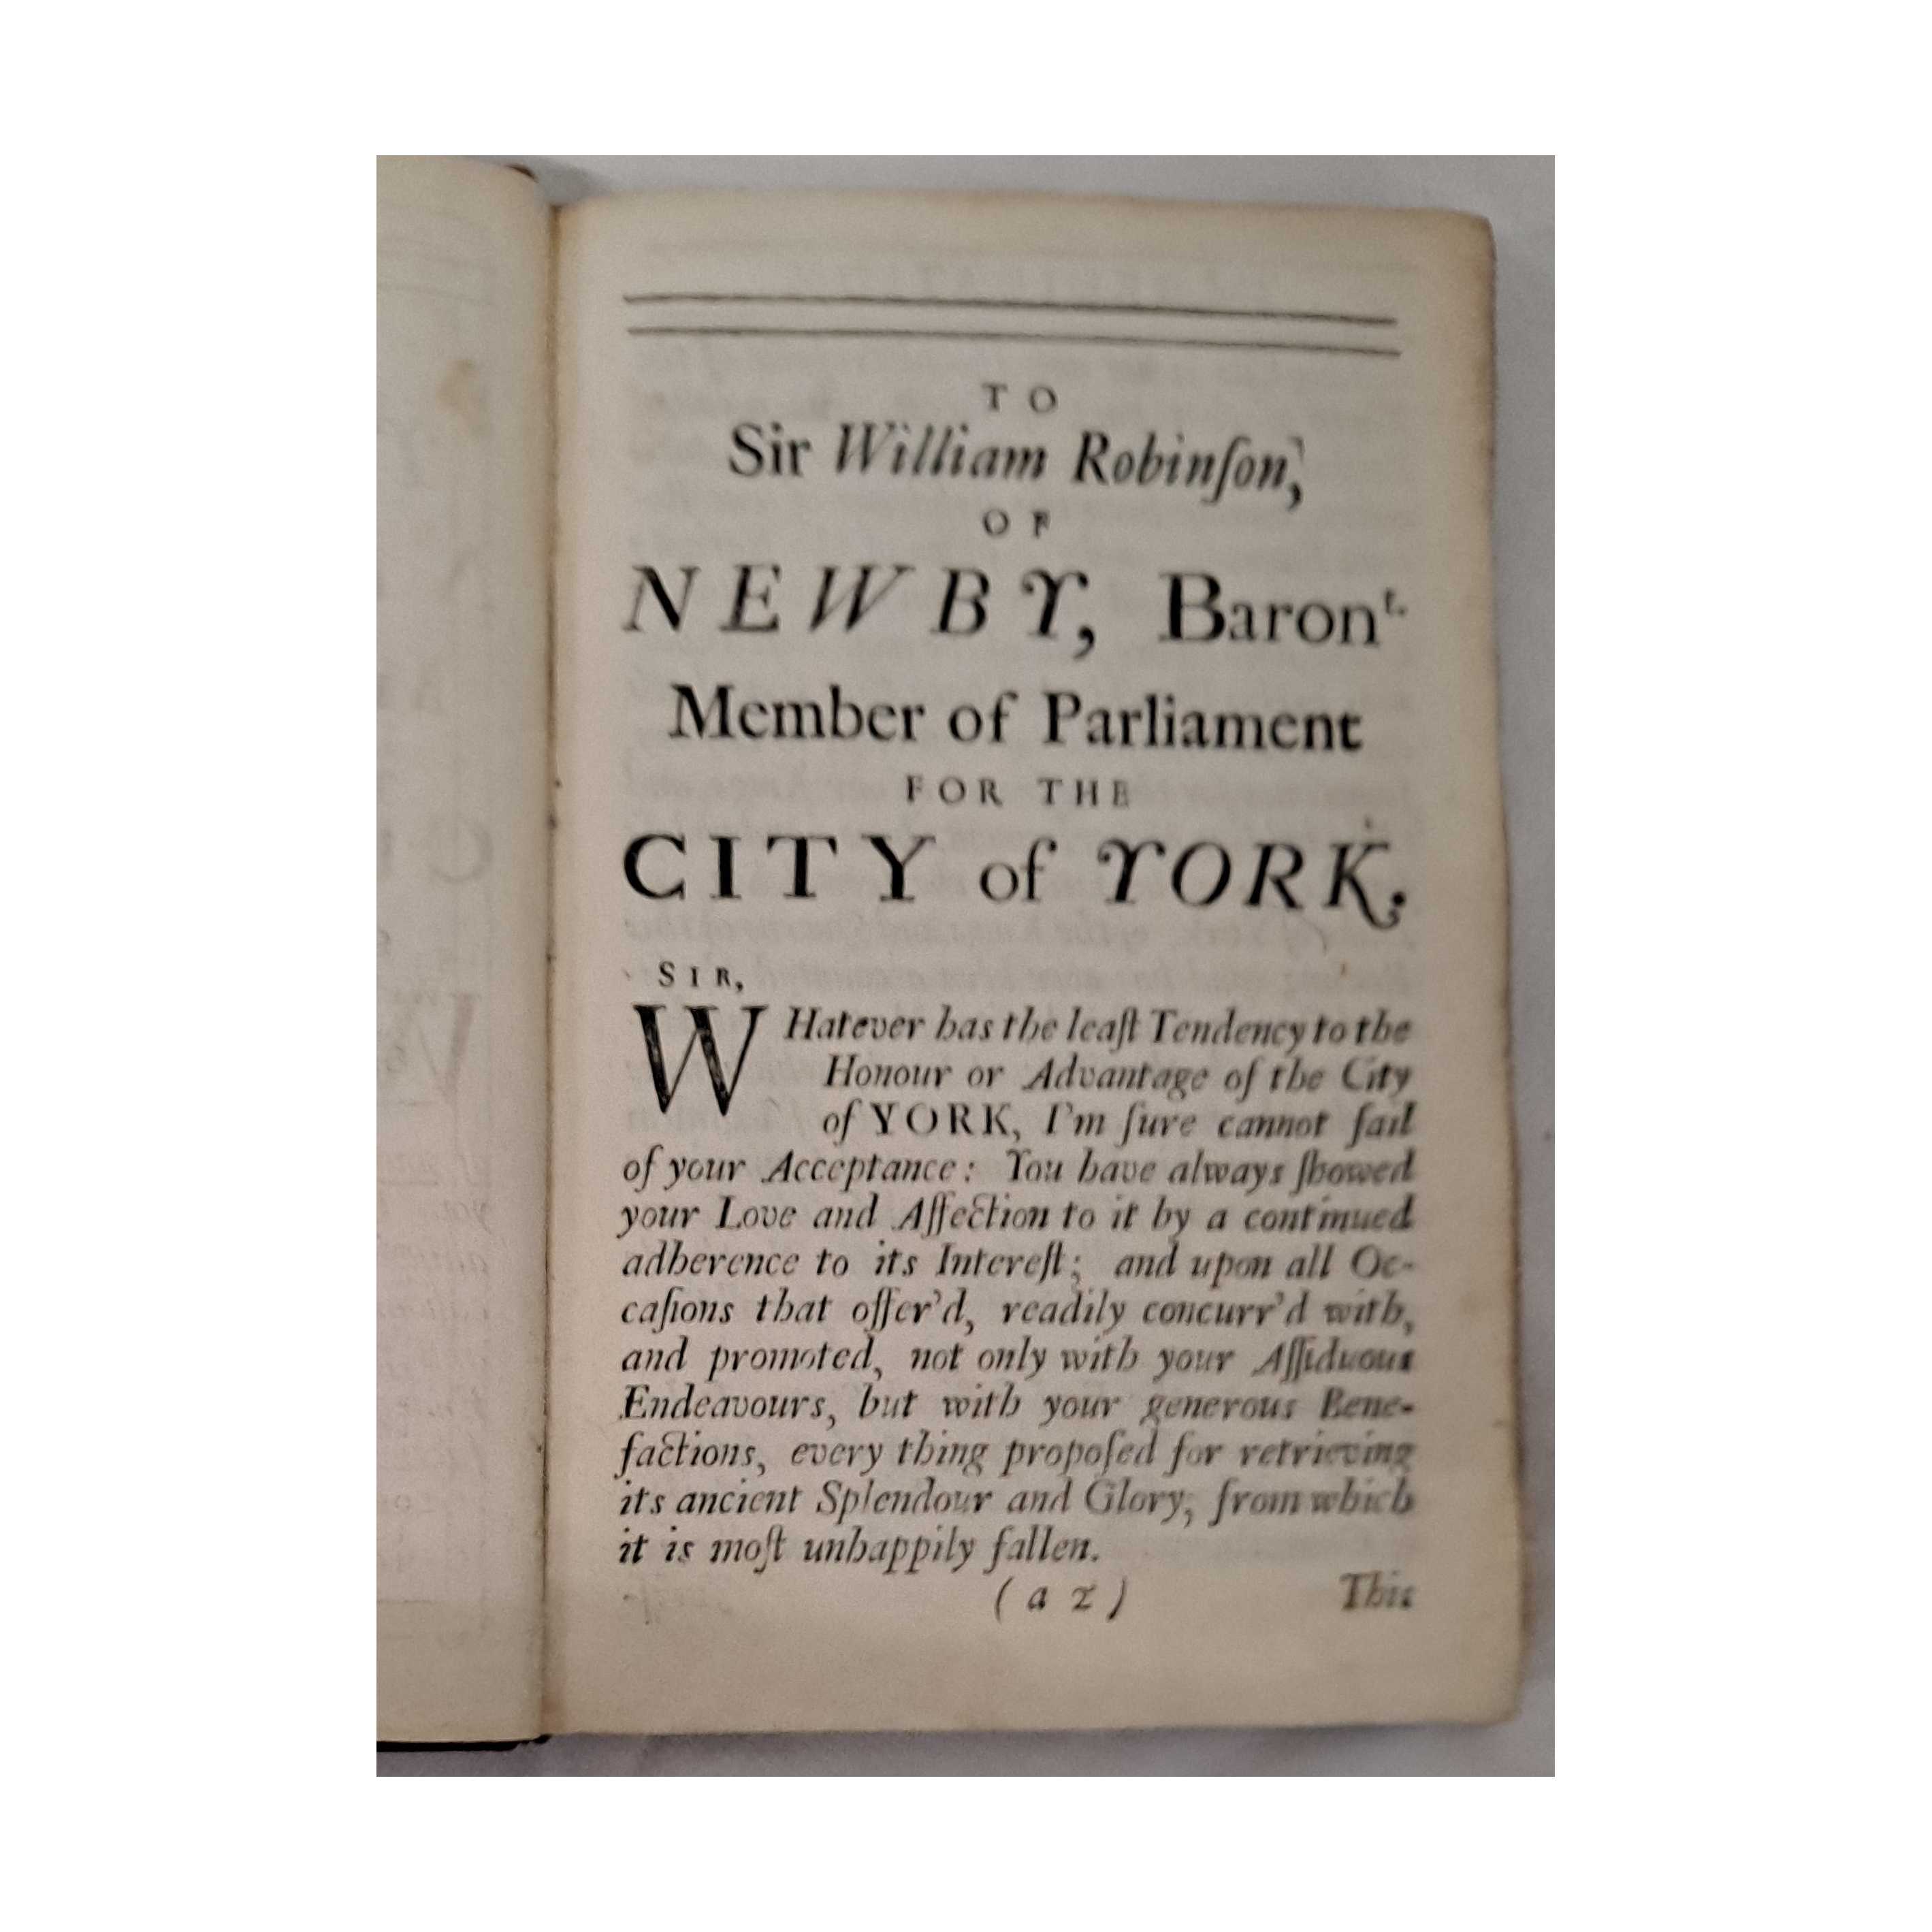 TO
Sir William Robinſon,
OF
NEWBY, Baronᵗ.
Member of Parliament
FOR THE
CITY of YORK.
SIR,
WHatever has the leaſt Tendency to the
Honour or Advantage of the City
of YORK, I'm ſure cannot fail
of your Acceptance: You have always ſhowed
your Love and Affection to it by a continued
adherence to its Intereſt; and upon all Oc-
caſions that offer'd, readily concurr'd with,
and promoted, not only with your Aſſiduous
Endeavours, but with your generous Bene-
factions, every thing propoſed for retrieving
its ancient Splendour and Glory, from which
it is moſt unhappily fallen.
(a 2) This